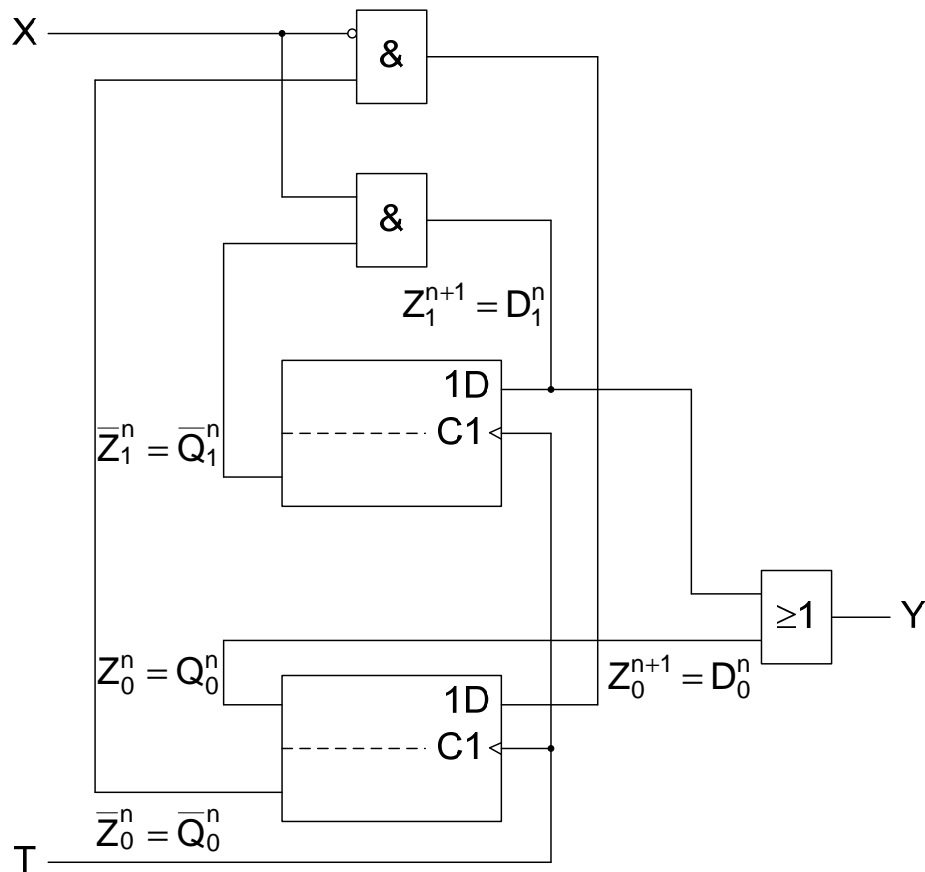 X
&
&
Z₁ⁿ⁺¹ = D₁ⁿ
1D
C1
Z̅₁ⁿ = Q̅₁ⁿ
≥1
Y
Z₀ⁿ = Q₀ⁿ
Z₀ⁿ⁺¹ = D₀ⁿ
1D
C1
Z̅₀ⁿ = Q̅₀ⁿ
T